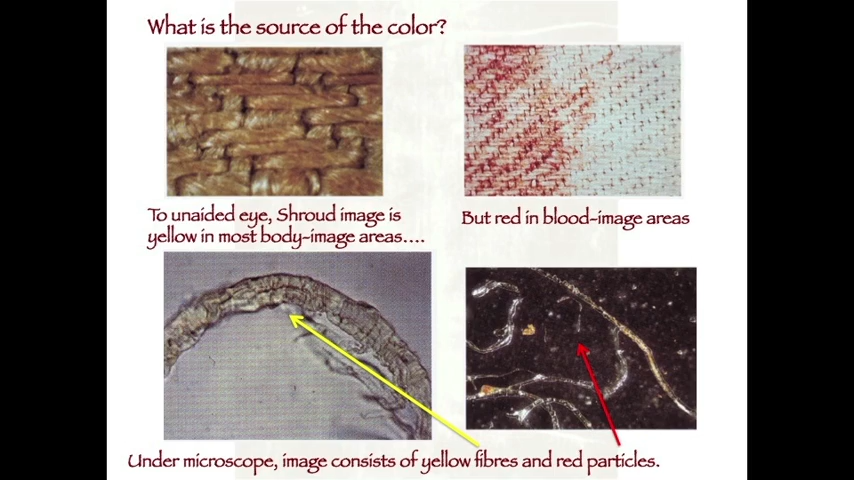 What is the source of the color?
To unaided eye, Shroud image is
yellow in most body-image areas....
But red in blood-image areas
Under microscope, image consists of yellow fibres and red particles.